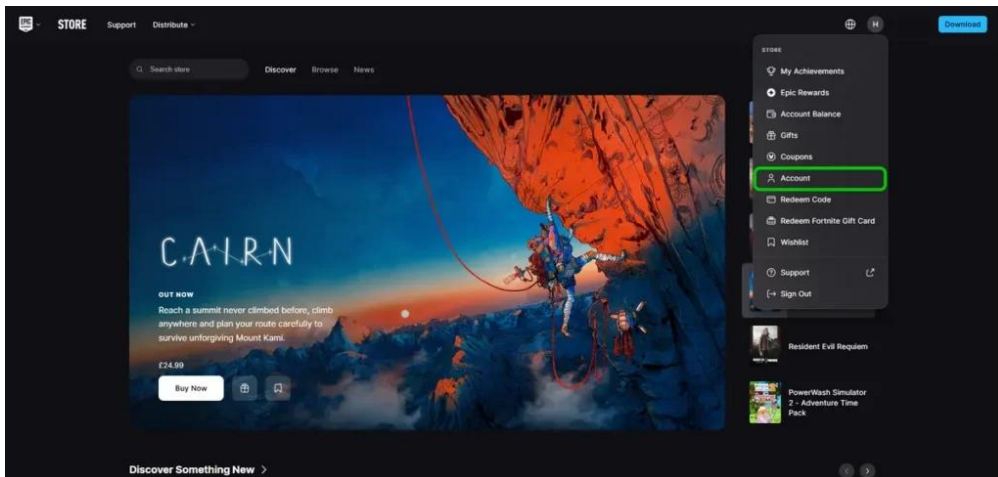 EPIC GAMES
STORE
Support
Distribute
H
Download
STORE
My Achievements
Epic Rewards
Account Balance
Gifts
Coupons
Account
Redeem Code
Redeem Fortnite Gift Card
Wishlist
Support
Sign Out
Search store
Discover
Browse
News
CAIRN
OUT NOW
Reach a summit never climbed before, climb
anywhere and plan your route carefully to
survive unforgiving Mount Kami.
£24.99
Buy Now
Resident Evil Requiem
PowerWash Simulator
2 - Adventure Time
Pack
Discover Something New